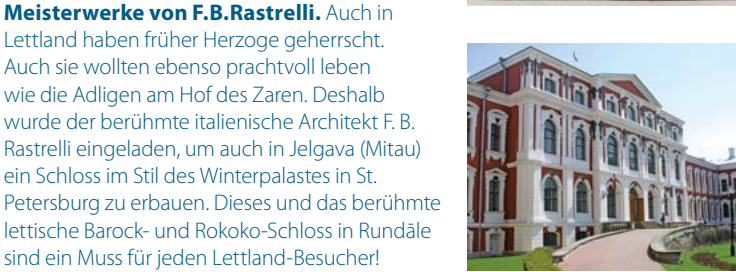 Meisterwerke von F.B.Rastrelli. Auch in
Lettland haben früher Herzoge geherrscht.
Auch sie wollten ebenso prachtvoll leben
wie die Adligen am Hof des Zaren. Deshalb
wurde der berühmte italienische Architekt F. B.
Rastrelli eingeladen, um auch in Jelgava (Mitau)
ein Schloss im Stil des Winterpalastes in St.
Petersburg zu erbauen. Dieses und das berühmte
lettische Barock- und Rokoko-Schloss in Rundāle
sind ein Muss für jeden Lettland-Besucher!